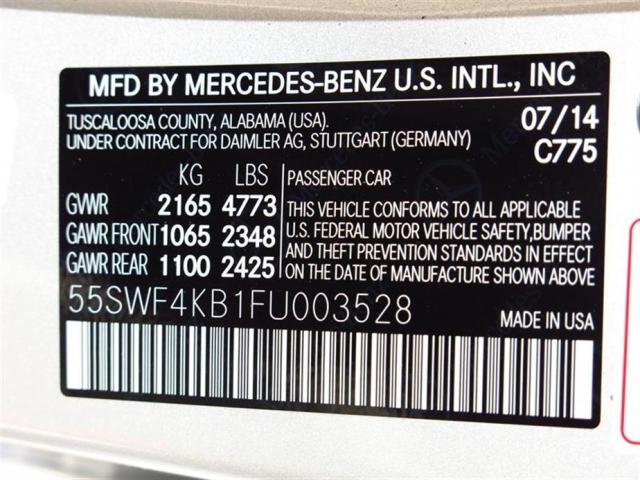 MFD BY MERCEDES-BENZ U.S. INTL., INC
TUSCALOOSA COUNTY, ALABAMA (USA). 07/14
UNDER CONTRACT FOR DAIMLER AG, STUTTGART (GERMANY) C775
KG LBS
GWR 2165 4773
GAWR FRONT 1065 2348
GAWR REAR 1100 2425
PASSENGER CAR
THIS VEHICLE CONFORMS TO ALL APPLICABLE
U.S. FEDERAL MOTOR VEHICLE SAFETY, BUMPER
AND THEFT PREVENTION STANDARDS IN EFFECT
ON THE DATE OF MANUFACTURE SHOWN ABOVE.
55SWF4KB1FU003528
MADE IN USA